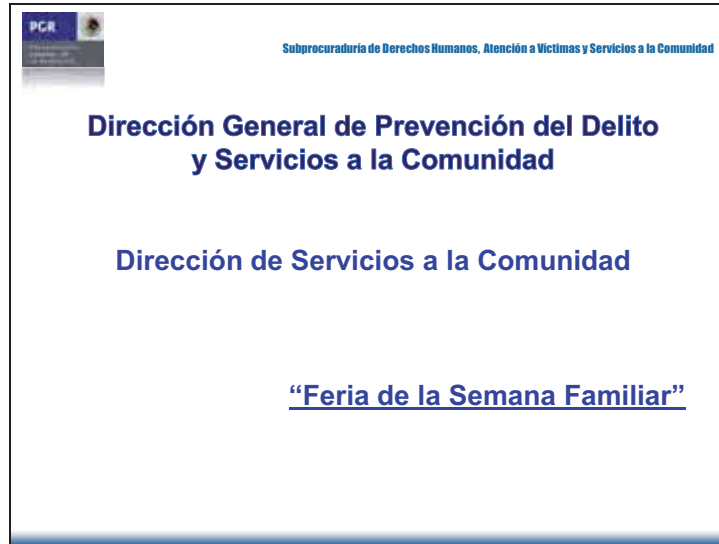 PGR
Subprocuraduría de Derechos Humanos, Atención a Víctimas y Servicios a la Comunidad
Dirección General de Prevención del Delito
y Servicios a la Comunidad
Dirección de Servicios a la Comunidad
“Feria de la Semana Familiar”